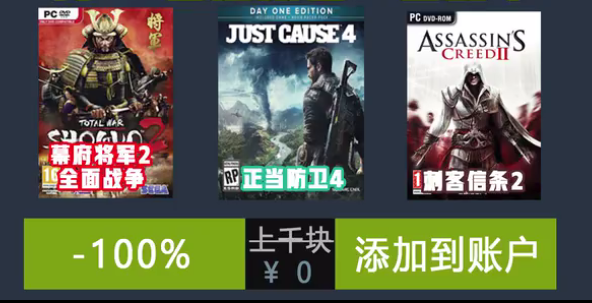 PC DVD
将軍
TOTAL WAR
SHOGUN 2
幕府将军2
全面战争
16
SEGA
DAY ONE EDITION
JUST CAUSE 4
RP
正当防卫4
PC DVD-ROM
ASSASSIN'S
CREED II
刺客信条2
-100%
上千块
¥ 0
添加到账户